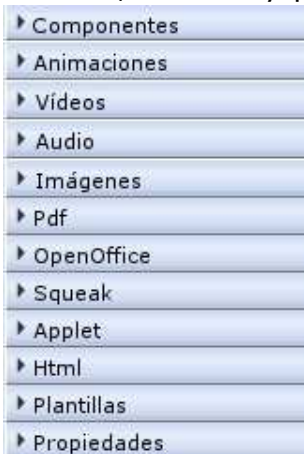 Componentes
Animaciones
Vídeos
Audio
Imágenes
Pdf
OpenOffice
Squeak
Applet
Html
Plantillas
Propiedades